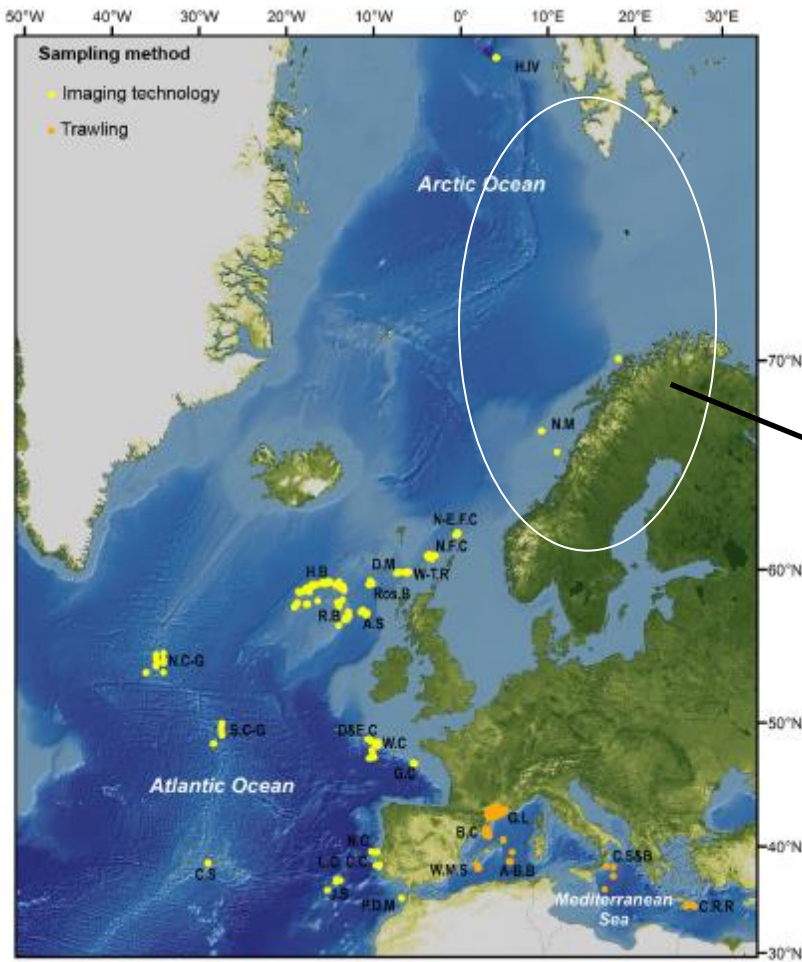 50°W 40°W 30°W 20°W 10°W 0° 10°E 20°E 30°E
Sampling method
Imaging technology
Trawling
H.IV
Arctic Ocean
70°N
N.M
N-E.F.C
N.F.C
D.M
W-T.R
H.B
Ros.B
R.B
A.S
60°N
N.C-G
S.C-G
D&E.C
W.C
G.C
50°N
Atlantic Ocean
G.L
B.C
N.C
L.C, C.C
C.S&B
W.M.S
A-B.B
C.S
J.S
P.D.M
40°N
Mediterranean
Sea
C.R.R
30°N